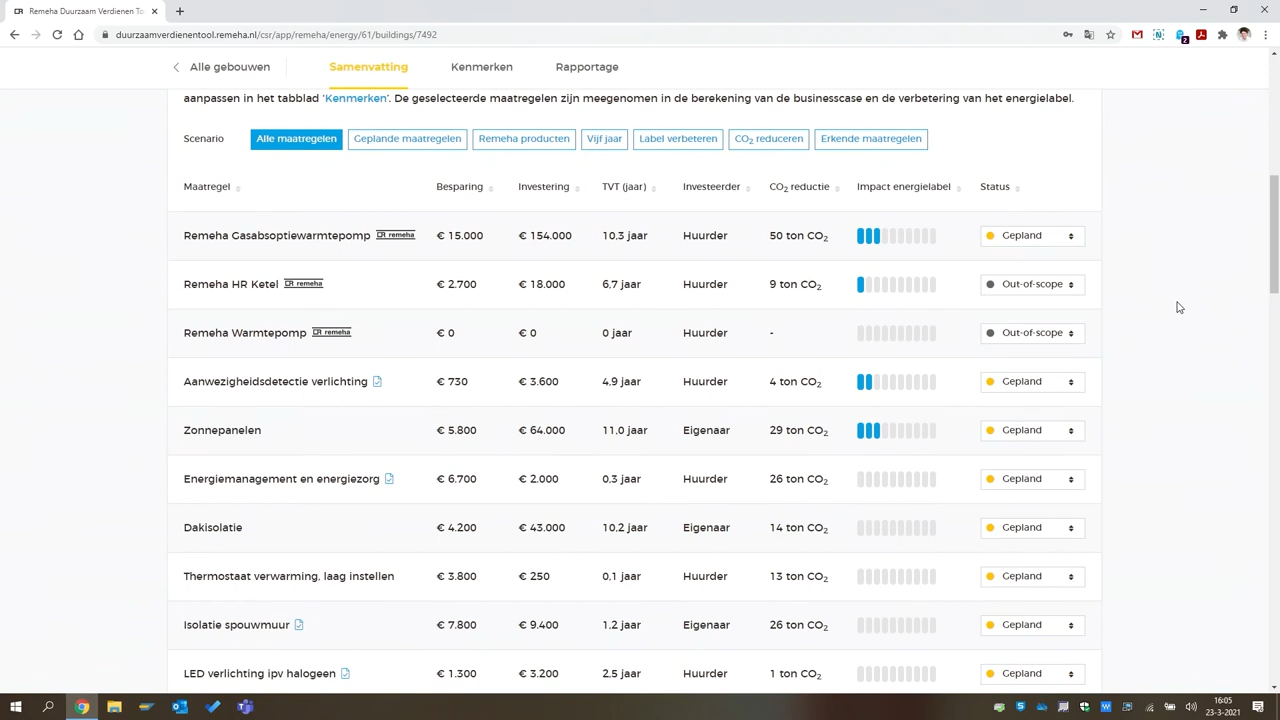 Remeha Duurzaam Verdienen To
duurzaamverdienentool.remeha.nl/csr/app/remeha/energy/61/buildings/7492
Alle gebouwen Samenvatting Kenmerken Rapportage
aanpassen in het tabblad 'Kenmerken'. De geselecteerde maatregelen zijn meegenomen in de berekening van de businesscase en de verbetering van het energielabel.
Scenario Alle maatregelen Geplande maatregelen Remeha producten Vijf jaar Label verbeteren CO₂ reduceren Erkende maatregelen
Maatregel Besparing Investering TVT (jaar) Investeerder CO₂ reductie Impact energielabel Status
Remeha Gasabsoptiewarmtepomp remeha € 15.000 € 154.000 10,3 jaar Huurder 50 ton CO₂ Gepland
Remeha HR Ketel remeha € 2.700 € 18.000 6,7 jaar Huurder 9 ton CO₂ Out-of-scope
Remeha Warmtepomp remeha € 0 € 0 0 jaar Huurder - Out-of-scope
Aanwezigheidsdetectie verlichting € 730 € 3.600 4,9 jaar Huurder 4 ton CO₂ Gepland
Zonnepanelen € 5.800 € 64.000 11,0 jaar Eigenaar 29 ton CO₂ Gepland
Energiemanagement en energiezorg € 6.700 € 2.000 0,3 jaar Huurder 26 ton CO₂ Gepland
Dakisolatie € 4.200 € 43.000 10,2 jaar Eigenaar 14 ton CO₂ Gepland
Thermostaat verwarming, laag instellen € 3.800 € 250 0,1 jaar Huurder 13 ton CO₂ Gepland
Isolatie spouwmuur € 7.800 € 9.400 1,2 jaar Eigenaar 26 ton CO₂ Gepland
LED verlichting ipv halogeen € 1.300 € 3.200 2,5 jaar Huurder 1 ton CO₂ Gepland
16:05
23-3-2021